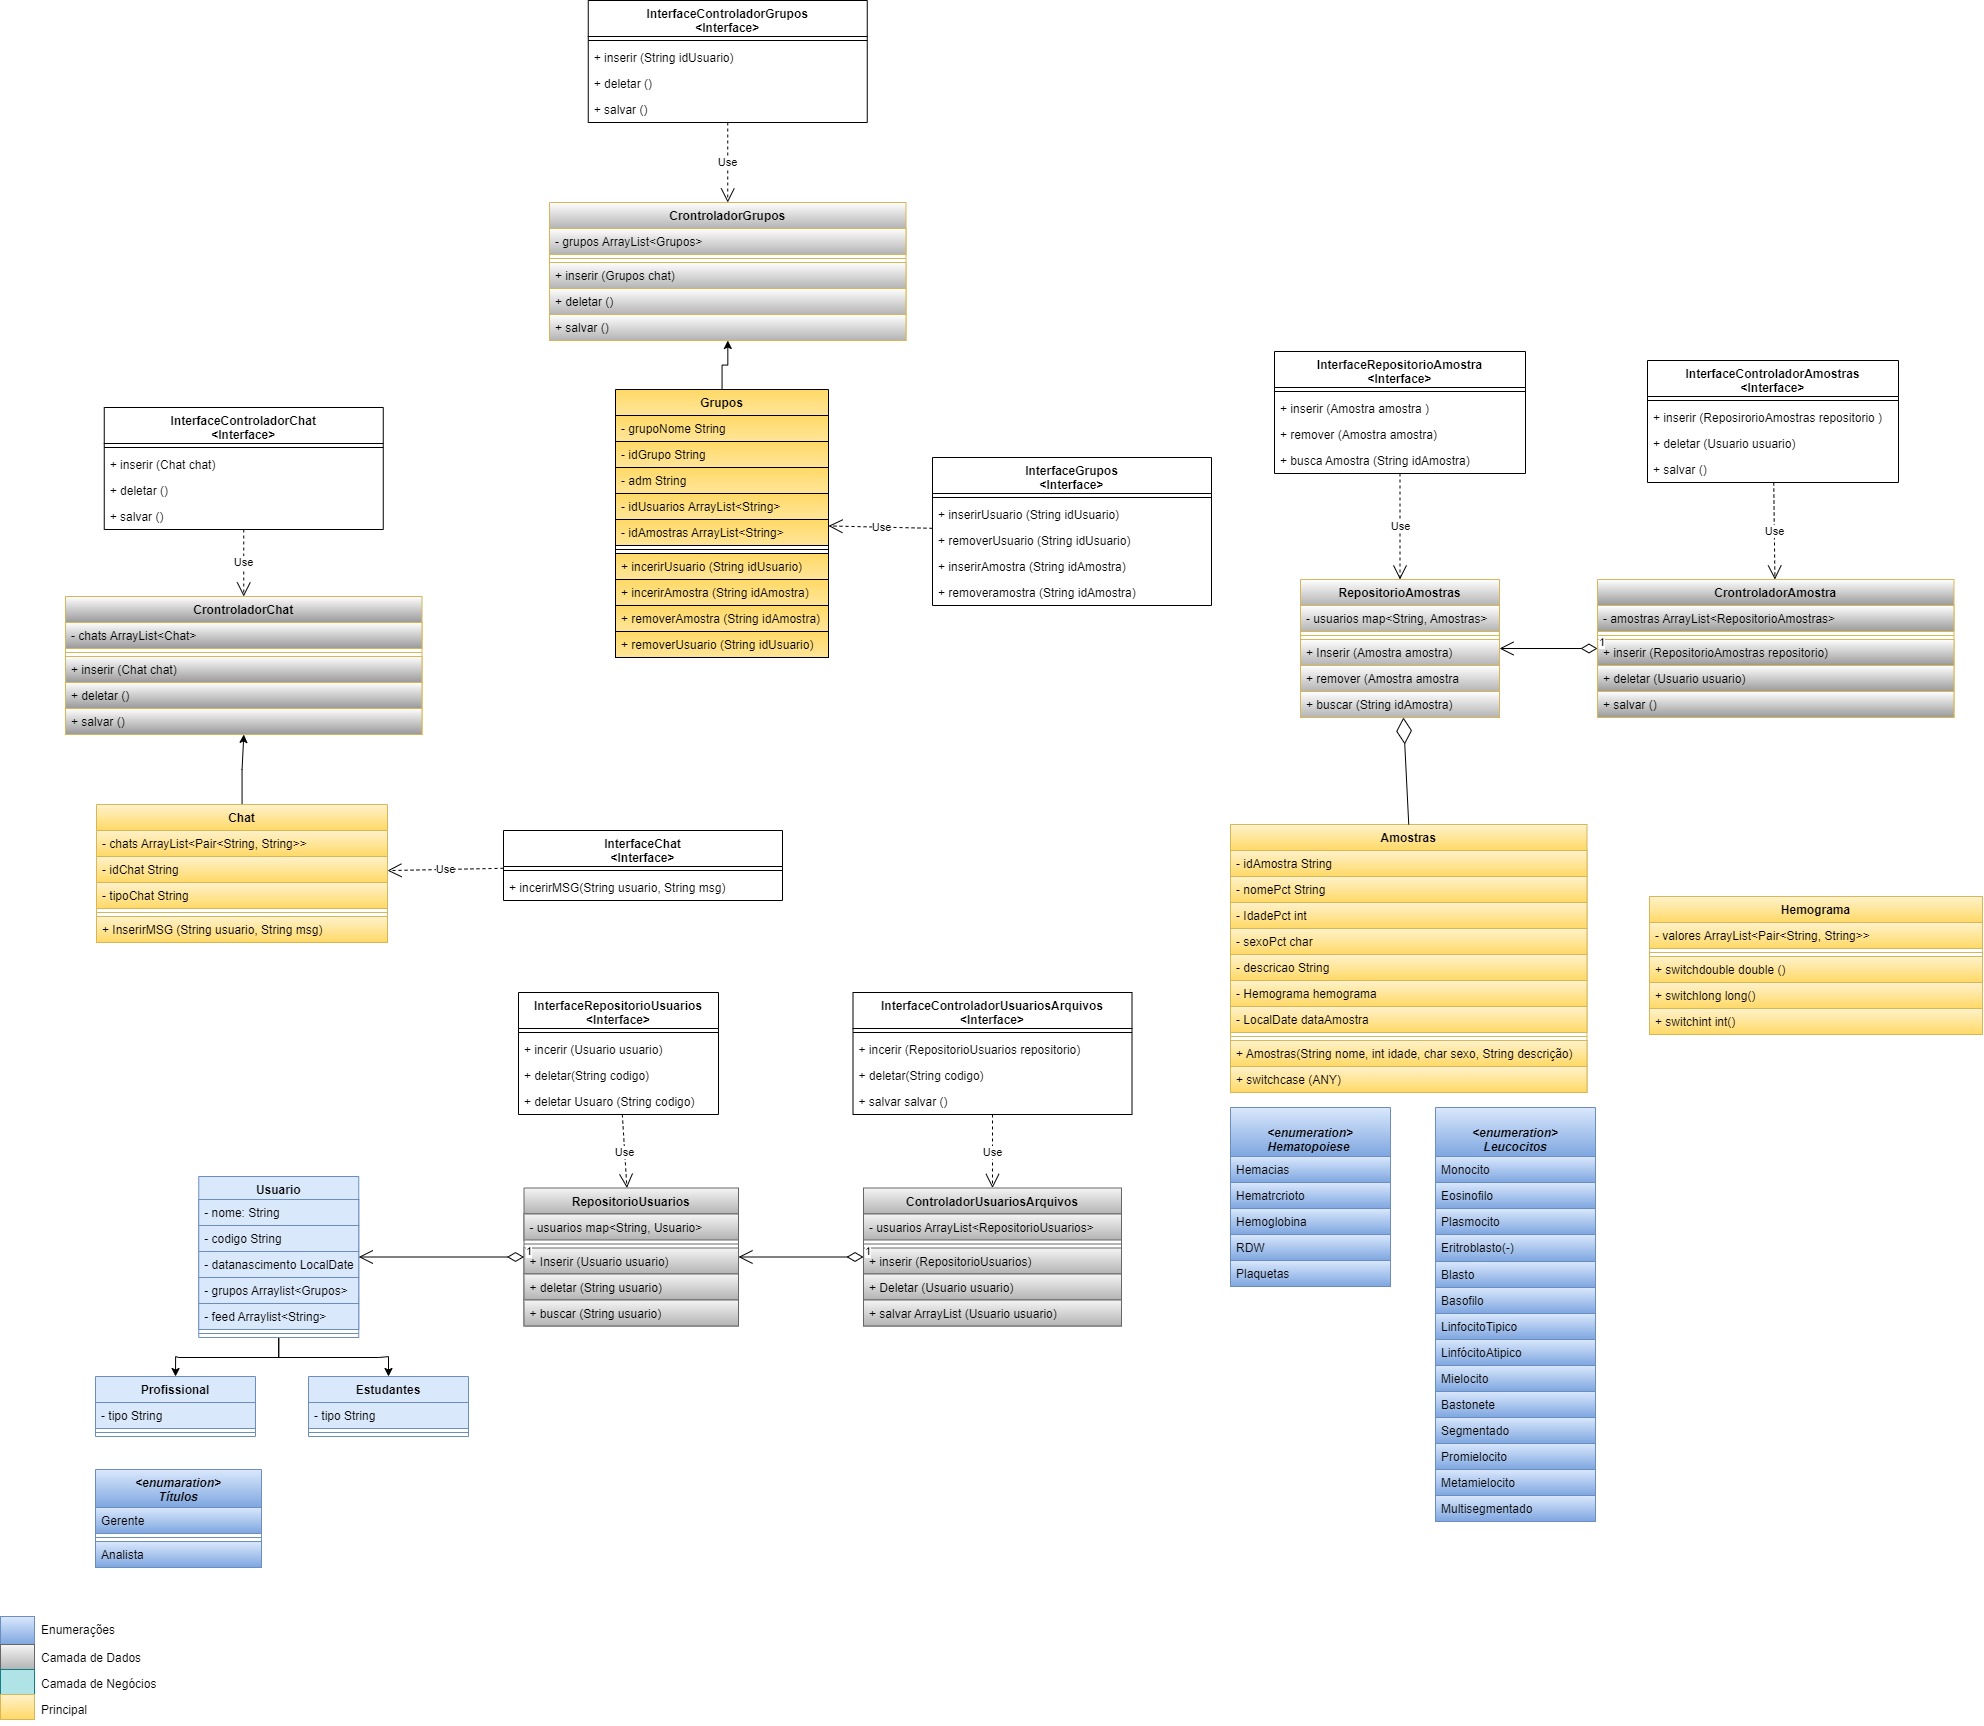 InterfaceControladorGrupos
<Interface>
+ inserir (String idUsuario)
+ deletar ()
+ salvar ()
Use
CrontroladorGrupos
- grupos ArrayList<Grupos>
+ inserir (Grupos chat)
+ deletar ()
+ salvar ()
Grupos
- grupoNome String
- idGrupo String
- adm String
- idUsuarios ArrayList<String>
- idAmostras ArrayList<String>
+ incerirUsuario (String idUsuario)
+ incerirAmostra (String idAmostra)
+ removerAmostra (String idAmostra)
+ removerUsuario (String idUsuario)
Use
InterfaceGrupos
<Interface>
+ inserirUsuario (String idUsuario)
+ removerUsuario (String idUsuario)
+ inserirAmostra (String idAmostra)
+ removeramostra (String idAmostra)
InterfaceControladorChat
<Interface>
+ inserir (Chat chat)
+ deletar ()
+ salvar ()
Use
CrontroladorChat
- chats ArrayList<Chat>
+ inserir (Chat chat)
+ deletar ()
+ salvar ()
Chat
- chats ArrayList<Pair<String, String>>
- idChat String
- tipoChat String
+ InserirMSG (String usuario, String msg)
Use
InterfaceChat
<Interface>
+ incerirMSG(String usuario, String msg)
InterfaceRepositorioAmostra
<Interface>
+ inserir (Amostra amostra )
+ remover (Amostra amostra)
+ busca Amostra (String idAmostra)
Use
InterfaceControladorAmostras
<Interface>
+ inserir (ReposirorioAmostras repositorio )
+ deletar (Usuario usuario)
+ salvar ()
Use
RepositorioAmostras
- usuarios map<String, Amostras>
+ Inserir (Amostra amostra)
+ remover (Amostra amostra
+ buscar (String idAmostra)
CrontroladorAmostra
- amostras ArrayList<RepositorioAmostras>
1
+ inserir (RepositorioAmostras repositorio)
+ deletar (Usuario usuario)
+ salvar ()
Amostras
- idAmostra String
- nomePct String
- IdadePct int
- sexoPct char
- descricao String
- Hemograma hemograma
- LocalDate dataAmostra
+ Amostras(String nome, int idade, char sexo, String descrição)
+ switchcase (ANY)
Hemograma
- valores ArrayList<Pair<String, String>>
+ switchdouble double ()
+ switchlong long()
+ switchint int()
<enumeration>
Hematopoiese
Hemacias
Hematrcrioto
Hemoglobina
RDW
Plaquetas
<enumeration>
Leucocitos
Monocito
Eosinofilo
Plasmocito
Eritroblasto(-)
Blasto
Basofilo
LinfocitoTipico
LinfócitoAtipico
Mielocito
Bastonete
Segmentado
Promielocito
Metamielocito
Multisegmentado
InterfaceRepositorioUsuarios
<Interface>
+ incerir (Usuario usuario)
+ deletar(String codigo)
+ deletar Usuaro (String codigo)
Use
InterfaceControladorUsuariosArquivos
<Interface>
+ incerir (RepositorioUsuarios repositorio)
+ deletar(String codigo)
+ salvar salvar ()
Use
Usuario
- nome: String
- codigo String
- datanascimento LocalDate
- grupos Arraylist<Grupos>
- feed Arraylist<String>
RepositorioUsuarios
- usuarios map<String, Usuario>
1
+ Inserir (Usuario usuario)
+ deletar (String usuario)
+ buscar (String usuario)
ControladorUsuariosArquivos
- usuarios ArrayList<RepositorioUsuarios>
1
+ inserir (RepositorioUsuarios)
+ Deletar (Usuario usuario)
+ salvar ArrayList (Usuario usuario)
Profissional
- tipo String
Estudantes
- tipo String
<enumaration>
Títulos
Gerente
Analista
Enumerações
Camada de Dados
Camada de Negócios
Principal